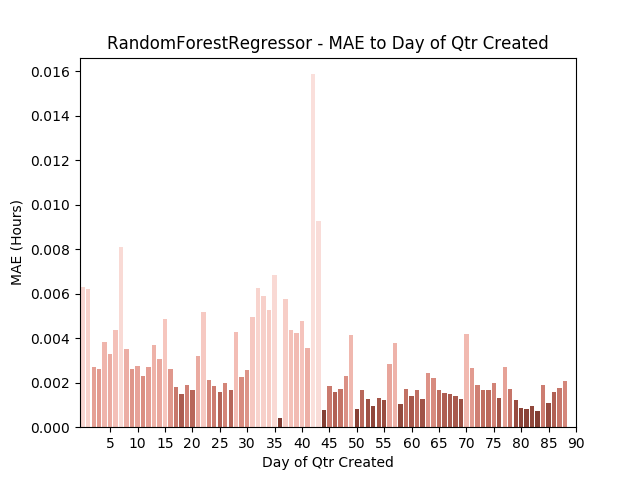 RandomForestRegressor - MAE to Day of Qtr Created
0.016
0.014
0.012
0.010
0.008
0.006
0.004
0.002
0.000
MAE (Hours)
5 10 15 20 25 30 35 40 45 50 55 60 65 70 75 80 85 90
Day of Qtr Created